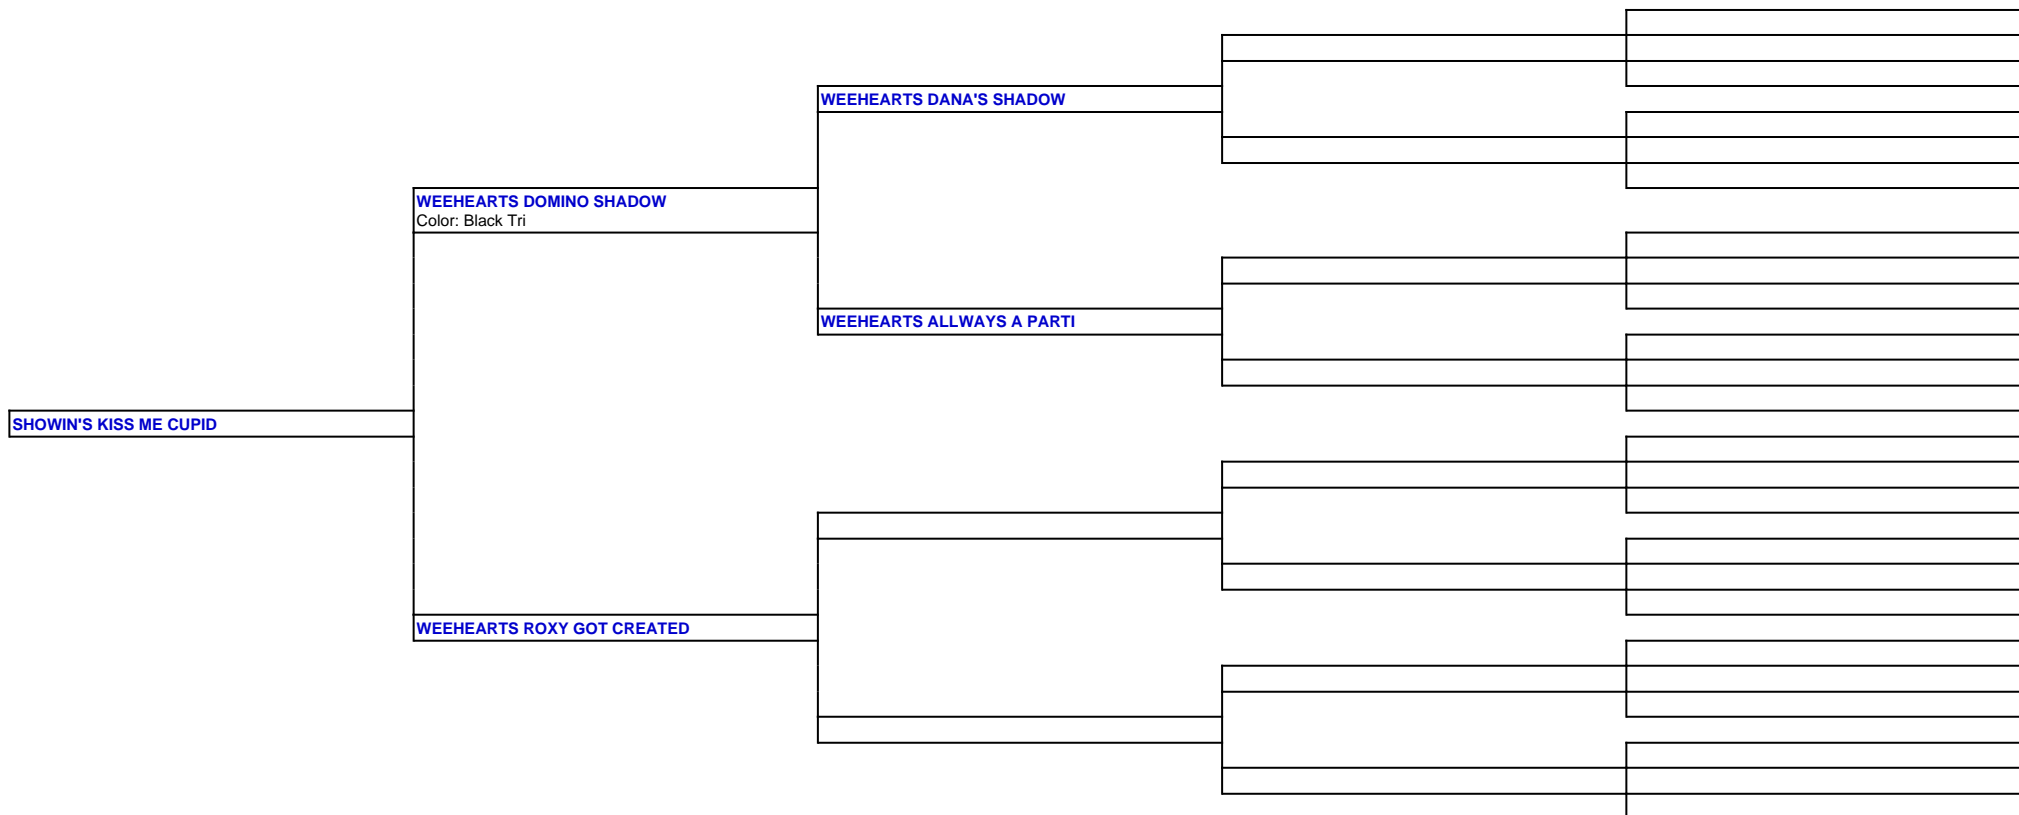 WEEHEARTS DANA'S SHADOW
WEEHEARTS DOMINO SHADOW
Color: Black Tri
WEEHEARTS ALLWAYS A PARTI
SHOWIN'S KISS ME CUPID
WEEHEARTS ROXY GOT CREATED